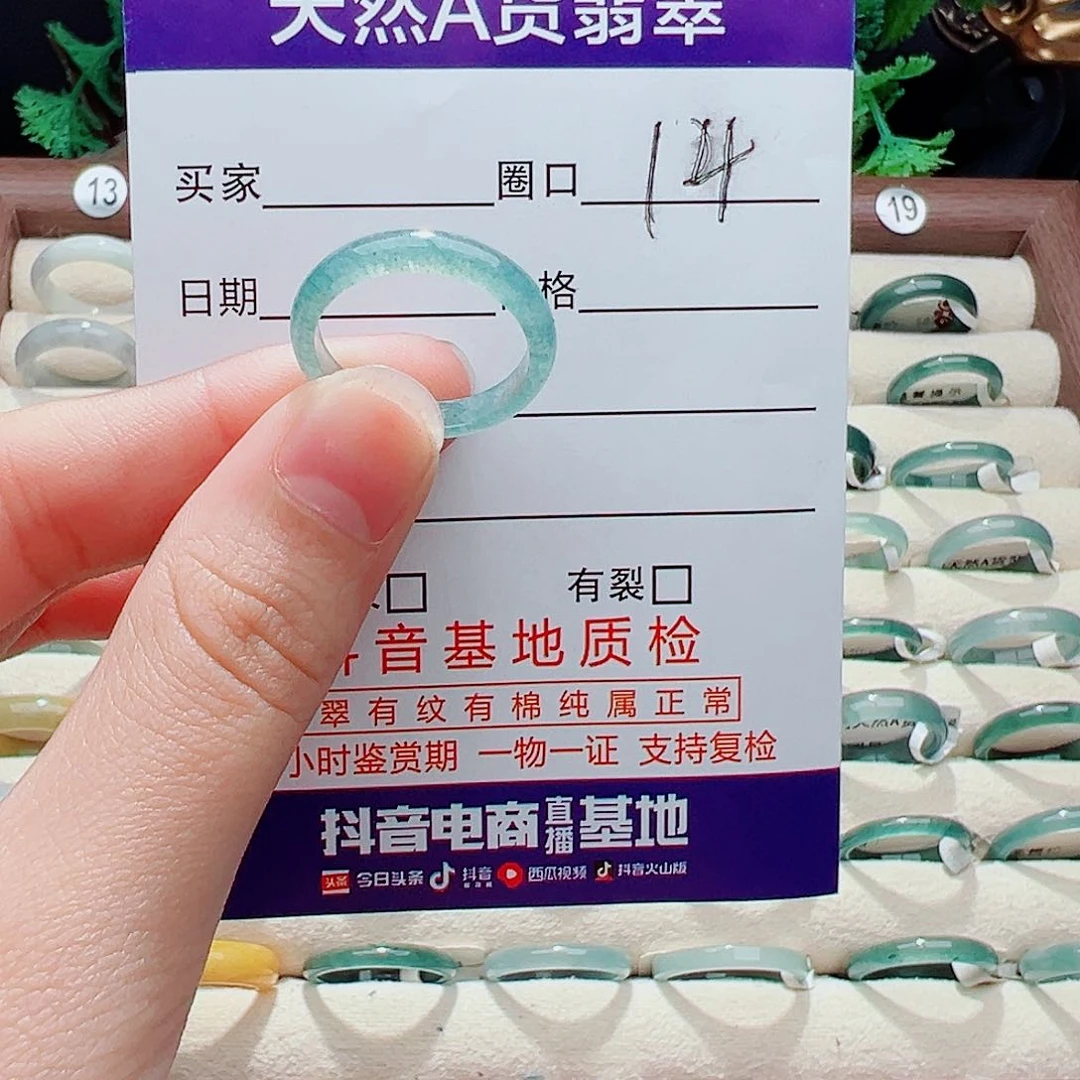 天然A货翡翠
13
19
买家 圈口 14
日期 格
有裂
音基地质检
翠有纹有棉纯属正常
小时鉴赏期 一物一证 支持复检
抖音电商直播基地
头条 今日头条 抖音 西瓜视频 抖音火山版